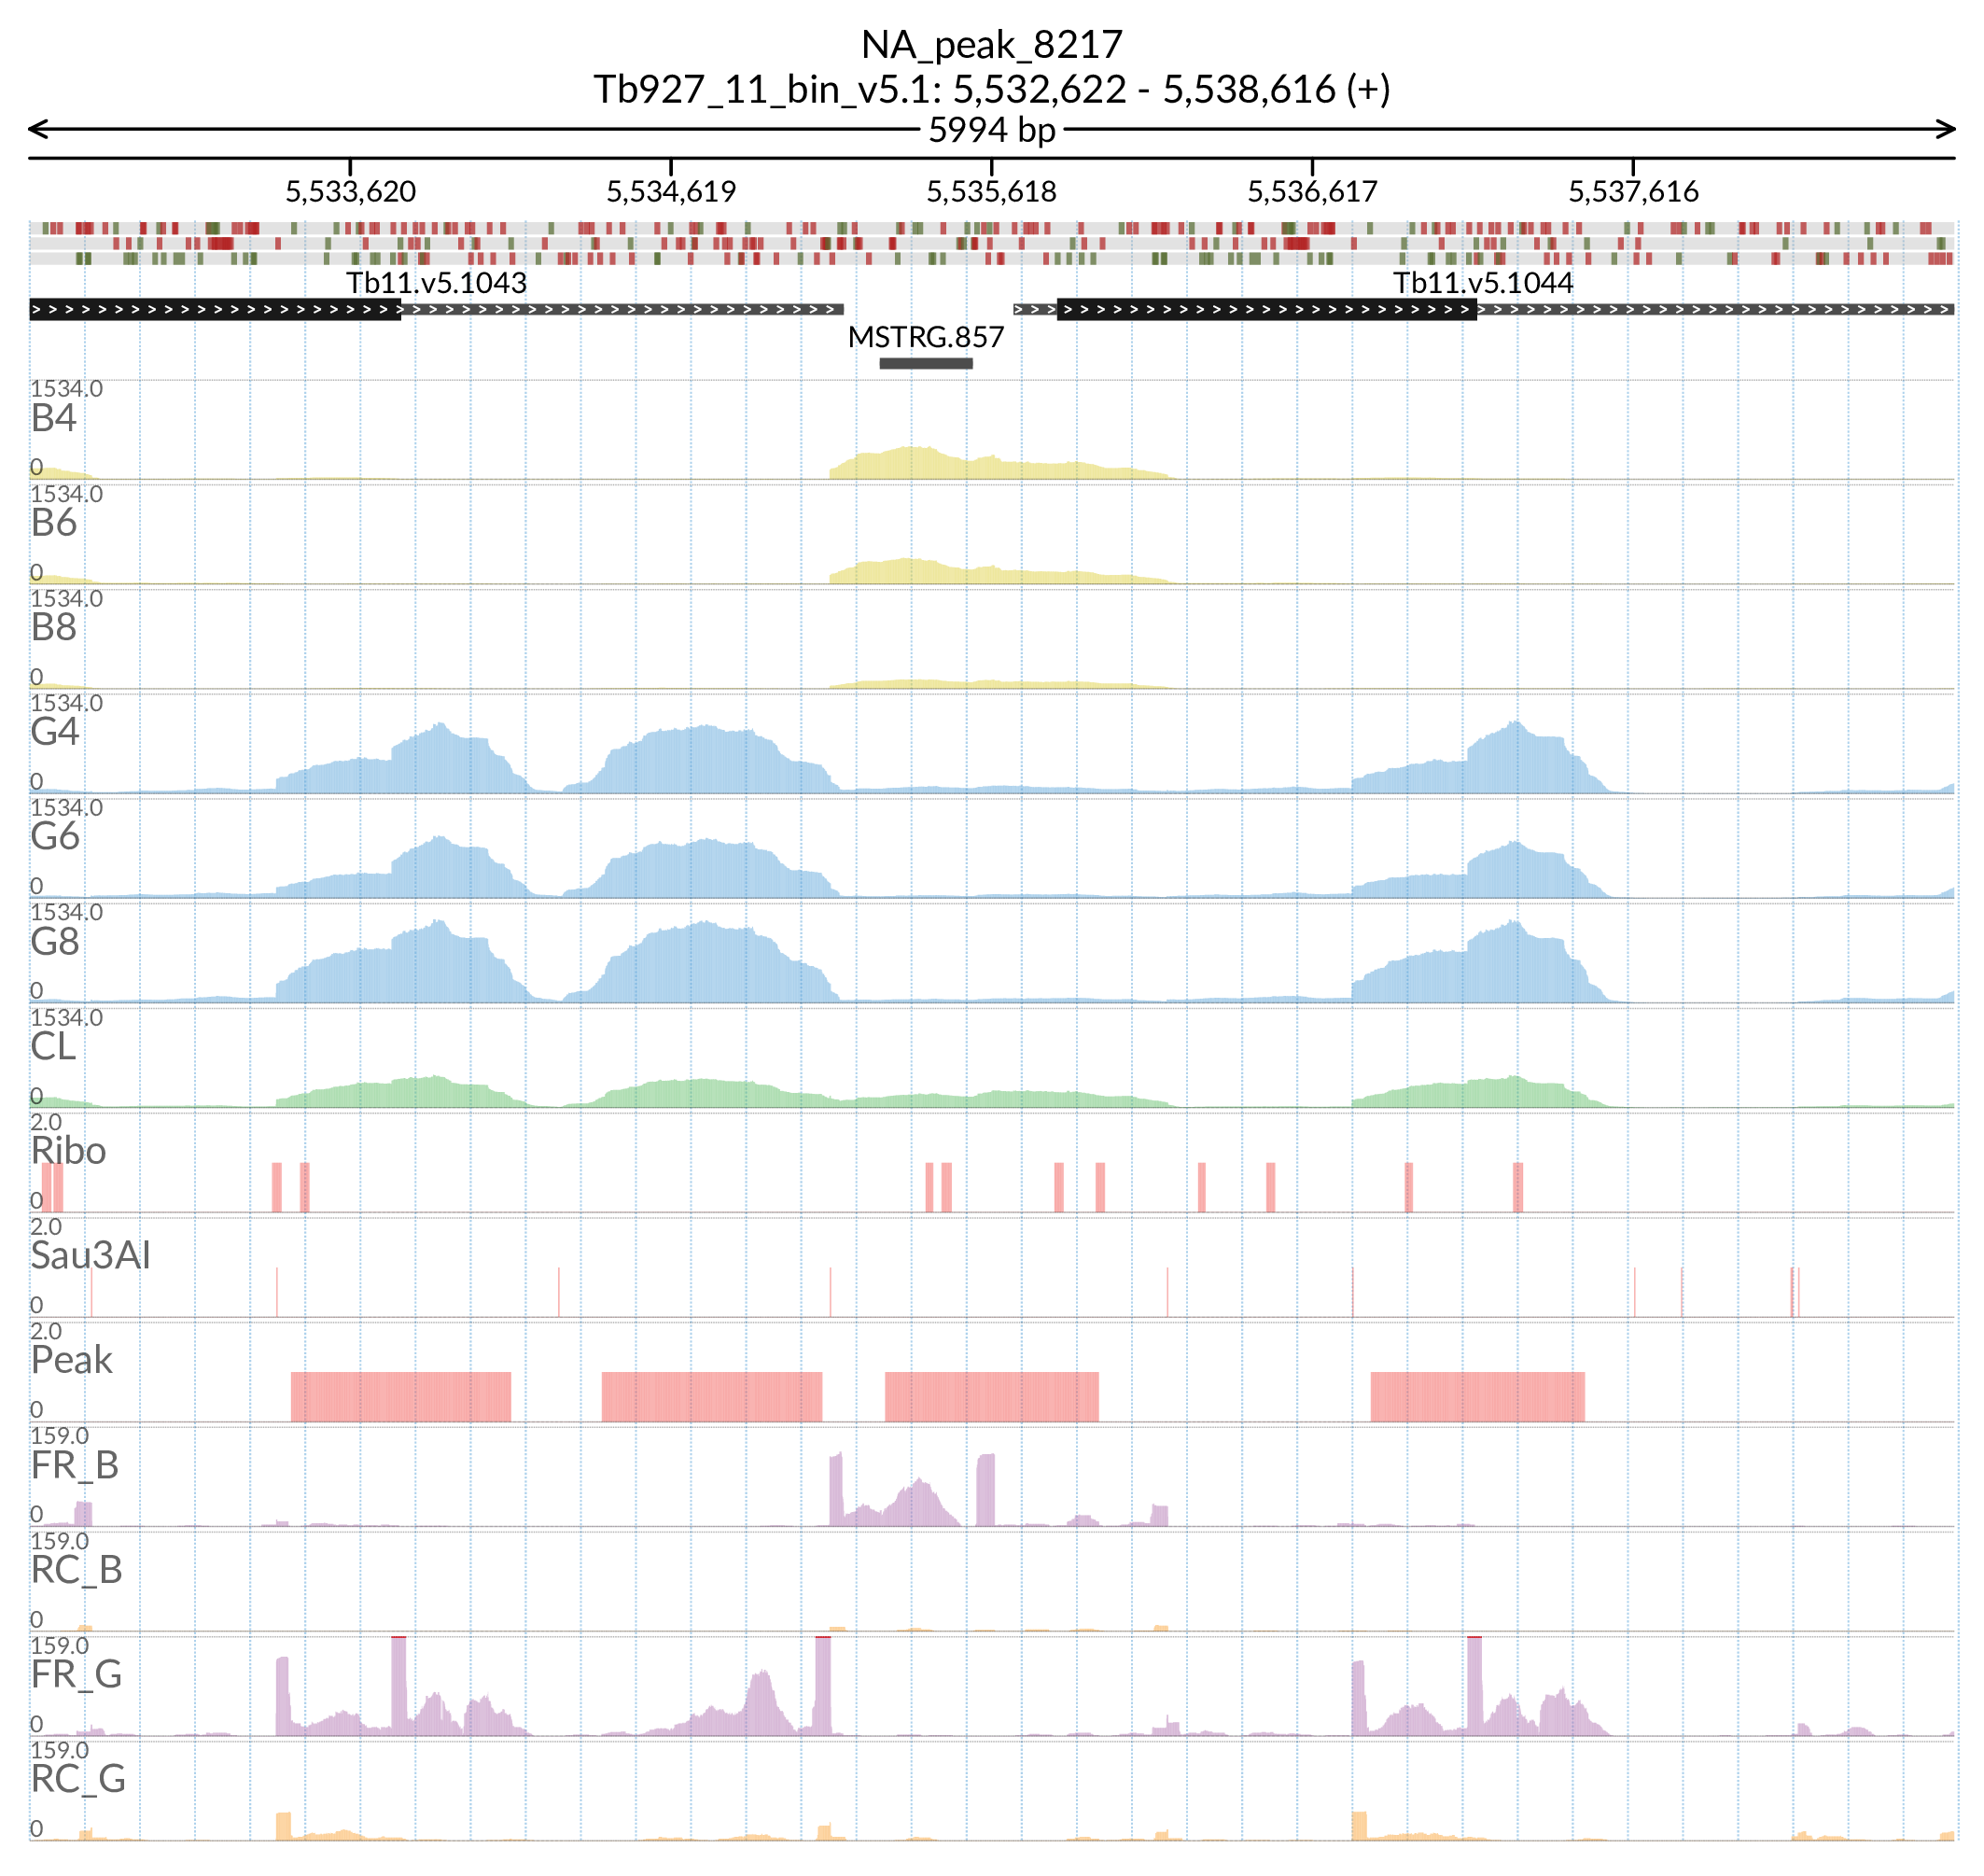 NA_peak_8217
Tb927_11_bin_v5.1: 5,532,622 - 5,538,616 (+)
5994 bp
5,533,620 5,534,619 5,535,618 5,536,617 5,537,616
Tb11.v5.1043 Tb11.v5.1044
MSTRG.857
1534.0
B4
0
1534.0
B6
0
1534.0
B8
0
1534.0
G4
0
1534.0
G6
0
1534.0
G8
0
1534.0
CL
0
2.0
Ribo
0
2.0
Sau3AI
0
2.0
Peak
0
159.0
FR_B
0
159.0
RC_B
0
159.0
FR_G
0
159.0
RC_G
0